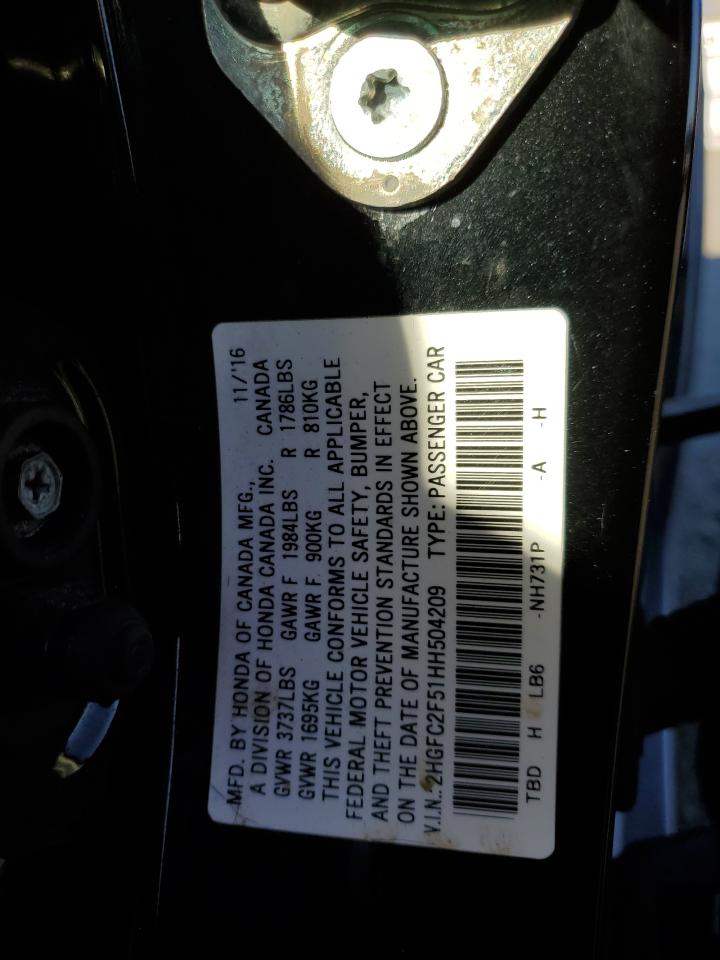 MFD. BY HONDA OF CANADA MFG., 11/'16
A DIVISION OF HONDA CANADA INC. CANADA
GVWR 3737LBS GAWR F 1984LBS R 1786LBS
GVWR 1695KG GAWR F. 900KG R 810KG
THIS VEHICLE CONFORMS TO ALL APPLICABLE
FEDERAL MOTOR VEHICLE SAFETY, BUMPER,
AND THEFT PREVENTION STANDARDS IN EFFECT
ON THE DATE OF MANUFACTURE SHOWN ABOVE.
V.I.N.: 2HGFC2F51HH504209 TYPE: PASSENGER CAR
TBD H LB6 -NH731P -A -H